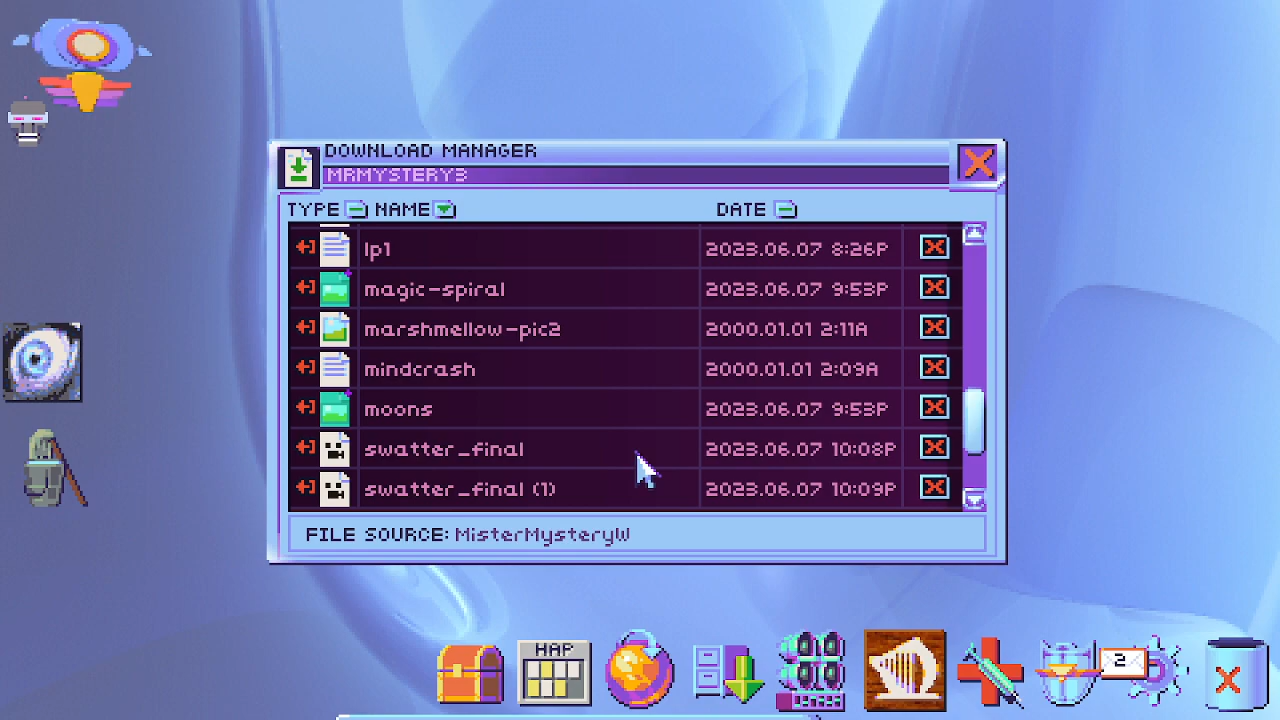 DOWNLOAD MANAGER
MRMYSTERY3
TYPE NAME DATE
lp1 2023.06.07 8:26P
magic-spiral 2023.06.07 9:53P
marshmellow-pic2 2000.01.01 2:11A
mindcrash 2000.01.01 2:09A
moons 2023.06.07 9:53P
swatter_final 2023.06.07 10:08P
swatter_final (1) 2023.06.07 10:09P
FILE SOURCE: MisterMysteryW
MAP
2